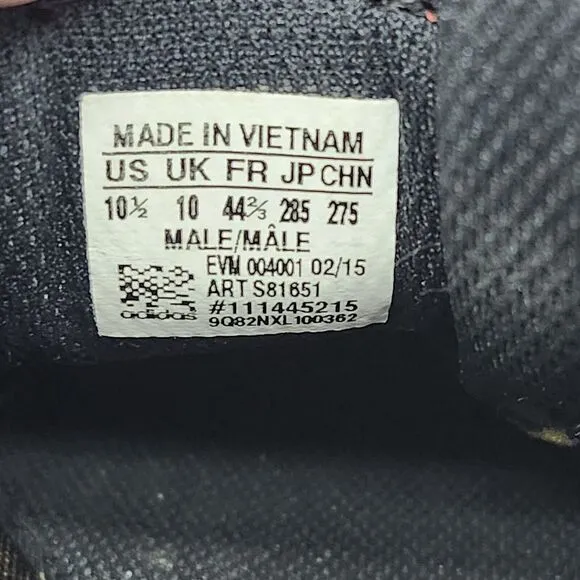 MADE IN VIETNAM
US UK FR JP CHN
10½ 10 44⅔ 285 275
MALE/MÂLE
EVM 004001 02/15
ART S81651
#111445215
adidas 9Q82NXL100362